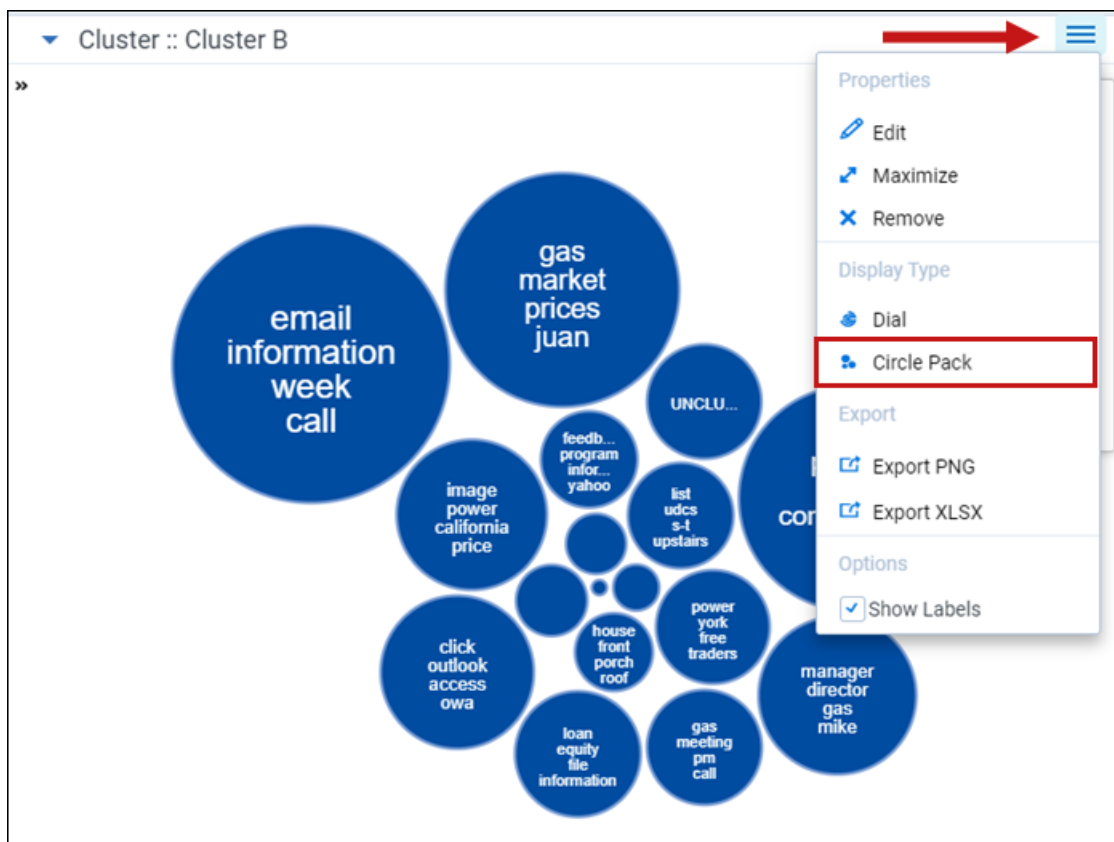 Cluster :: Cluster B
»
Properties
Edit
Maximize
Remove
Display Type
Dial
Circle Pack
Export
Export PNG
Export XLSX
Options
Show Labels
gas
market
prices
juan
email
information
week
call
UNCLU...
feedb...
program
infor...
yahoo
image
power
california
price
list
udcs
s-t
upstairs
power
york
free
traders
house
front
porch
roof
click
outlook
access
owa
manager
director
gas
mike
loan
equity
file
information
gas
meeting
pm
call